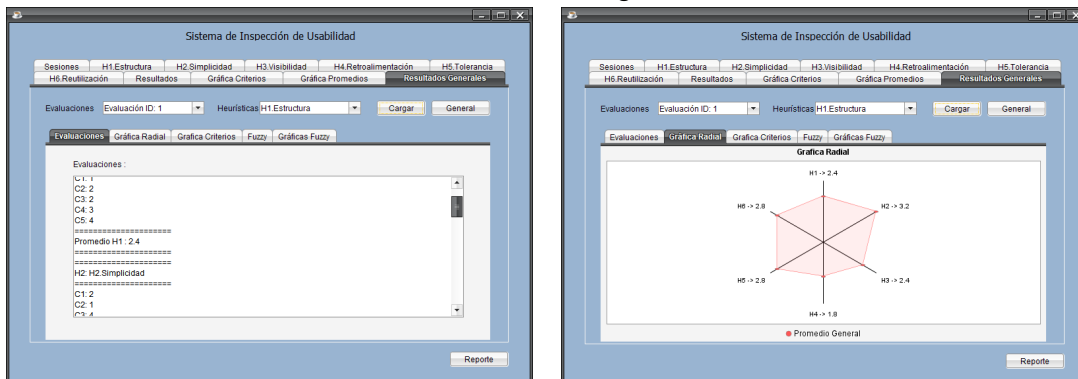 Sistema de Inspección de Usabilidad
Sesiones H1.Estructura H2.Simplicidad H3.Visibilidad H4.Retroalimentación H5.Tolerancia
H6.Reutilización Resultados Gráfica Criterios Gráfica Promedios Resultados Generales
Evaluaciones Evaluación ID: 1 Heurísticas H1.Estructura Cargar General
Evaluaciones Gráfica Radial Grafica Criterios Fuzzy Gráficas Fuzzy
Evaluaciones :
C1: 1
C2: 2
C3: 2
C4: 3
C5: 4
=====================
Promedio H1 : 2.4
=====================
=====================
H2: H2.Simplicidad
=====================
C1: 2
C2: 1
C3: 4
Reporte
Sistema de Inspección de Usabilidad
Sesiones H1.Estructura H2.Simplicidad H3.Visibilidad H4.Retroalimentación H5.Tolerancia
H6.Reutilización Resultados Gráfica Criterios Gráfica Promedios Resultados Generales
Evaluaciones Evaluación ID: 1 Heurísticas H1.Estructura Cargar General
Evaluaciones Gráfica Radial Grafica Criterios Fuzzy Gráficas Fuzzy
Grafica Radial
H1 -> 2.4
H6 -> 2.8 H2 -> 3.2
H5 -> 2.8 H3 -> 2.4
H4 -> 1.8
Promedio General
Reporte